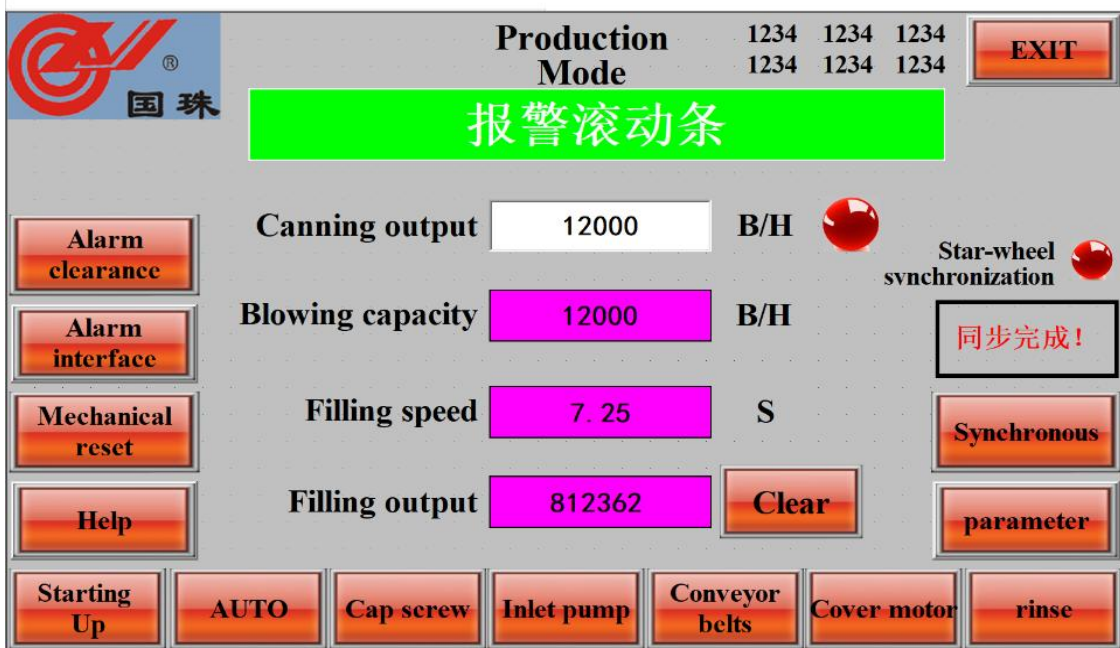 Production
Mode
1234 1234 1234
1234 1234 1234
EXIT
®
国珠
报警滚动条
Canning output 12000 B/H
Alarm
clearance
Star-wheel
synchronization
Blowing capacity 12000 B/H
Alarm
interface
同步完成!
Filling speed 7.25 S
Mechanical
reset
Synchronous
Filling output 812362 Clear
Help
parameter
Starting
Up
AUTO
Cap screw
Inlet pump
Conveyor
belts
Cover motor
rinse